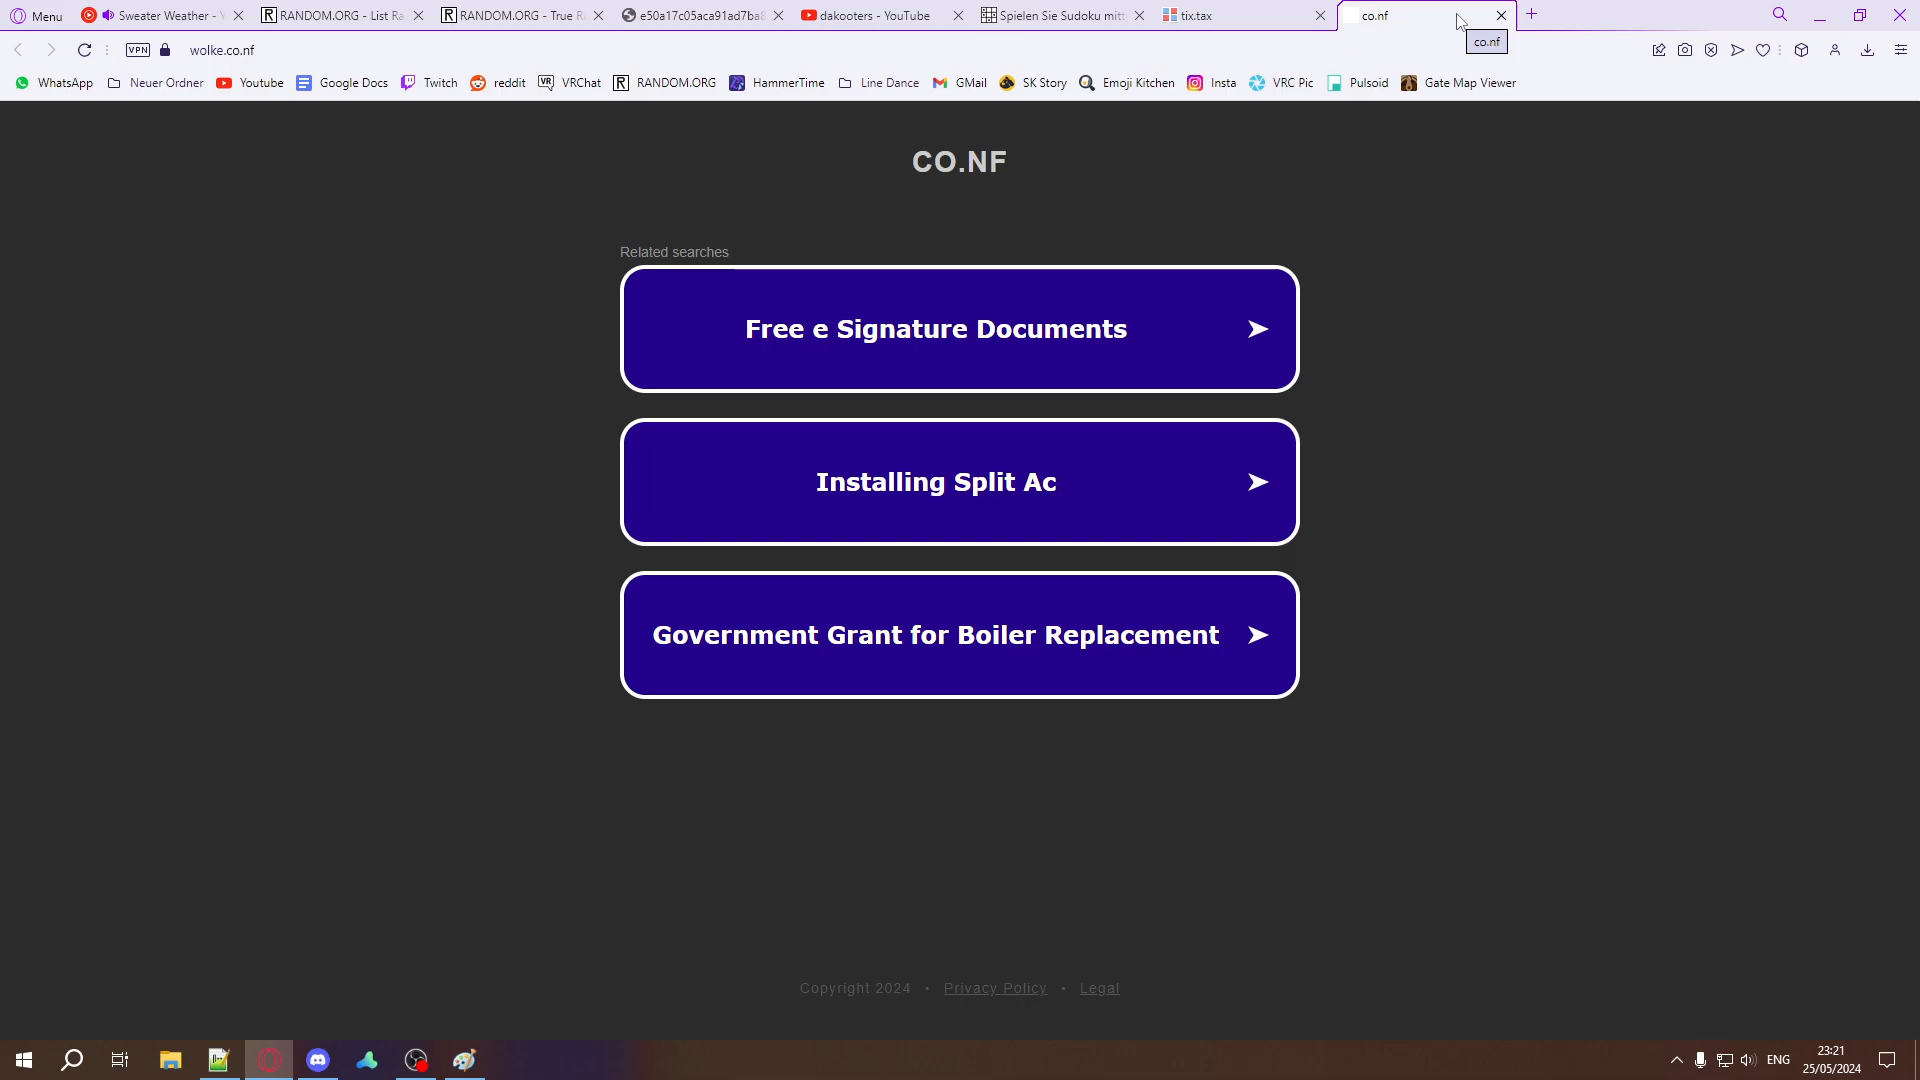 Menu
Sweater Weather - Y
RANDOM.ORG - List Ra
RANDOM.ORG - True R
e50a17c05aca91ad7ba8
dakooters - YouTube
Spielen Sie Sudoku mitt
tix.tax
co.nf
co.nf
VPN
wolke.co.nf
WhatsApp
Neuer Ordner
Youtube
Google Docs
Twitch
reddit
VRChat
RANDOM.ORG
HammerTime
Line Dance
GMail
SK Story
Emoji Kitchen
Insta
VRC Pic
Pulsoid
Gate Map Viewer
CO.NF
Related searches
Free e Signature Documents
Installing Split Ac
Government Grant for Boiler Replacement
Copyright 2024 • Privacy Policy • Legal
ENG
23:21
25/05/2024